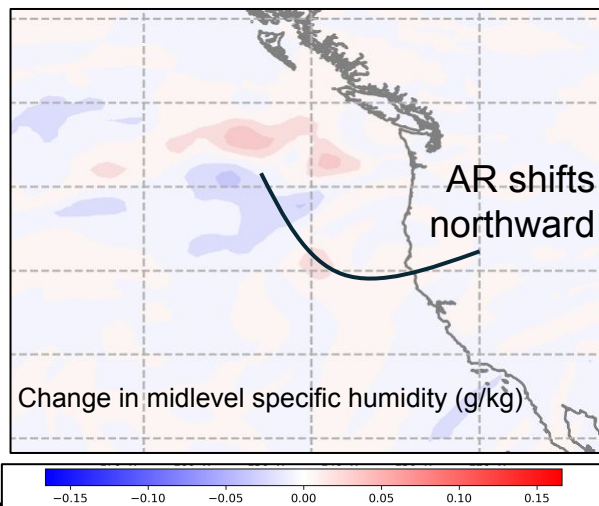 AR shifts
northward
Change in midlevel specific humidity (g/kg)
−0.15 −0.10 −0.05 0.00 0.05 0.10 0.15